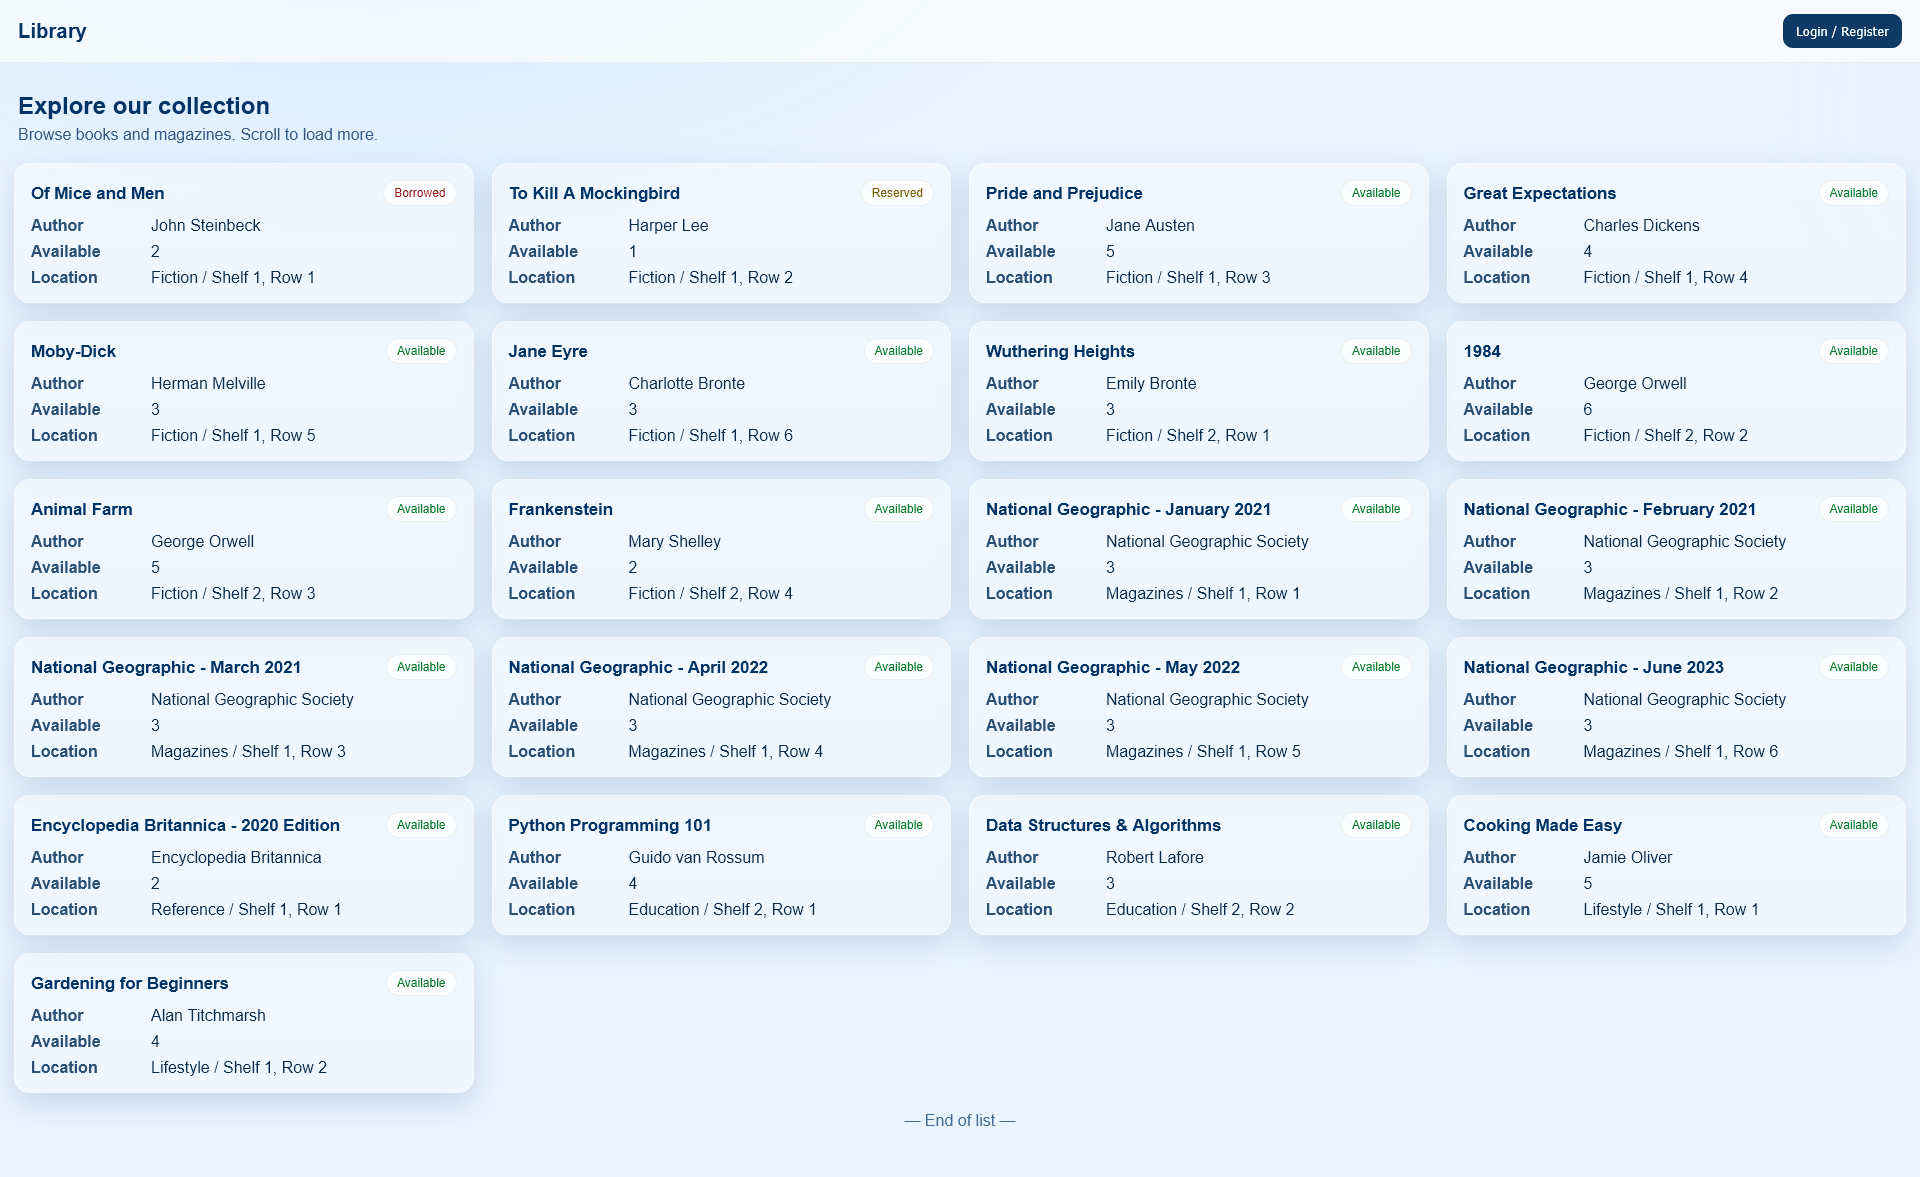 Library
Login / Register
Explore our collection
Browse books and magazines. Scroll to load more.
Of Mice and Men
Borrowed
Author John Steinbeck
Available 2
Location Fiction / Shelf 1, Row 1
To Kill A Mockingbird
Reserved
Author Harper Lee
Available 1
Location Fiction / Shelf 1, Row 2
Pride and Prejudice
Available
Author Jane Austen
Available 5
Location Fiction / Shelf 1, Row 3
Great Expectations
Available
Author Charles Dickens
Available 4
Location Fiction / Shelf 1, Row 4
Moby-Dick
Available
Author Herman Melville
Available 3
Location Fiction / Shelf 1, Row 5
Jane Eyre
Available
Author Charlotte Bronte
Available 3
Location Fiction / Shelf 1, Row 6
Wuthering Heights
Available
Author Emily Bronte
Available 3
Location Fiction / Shelf 2, Row 1
1984
Available
Author George Orwell
Available 6
Location Fiction / Shelf 2, Row 2
Animal Farm
Available
Author George Orwell
Available 5
Location Fiction / Shelf 2, Row 3
Frankenstein
Available
Author Mary Shelley
Available 2
Location Fiction / Shelf 2, Row 4
National Geographic - January 2021
Available
Author National Geographic Society
Available 3
Location Magazines / Shelf 1, Row 1
National Geographic - February 2021
Available
Author National Geographic Society
Available 3
Location Magazines / Shelf 1, Row 2
National Geographic - March 2021
Available
Author National Geographic Society
Available 3
Location Magazines / Shelf 1, Row 3
National Geographic - April 2022
Available
Author National Geographic Society
Available 3
Location Magazines / Shelf 1, Row 4
National Geographic - May 2022
Available
Author National Geographic Society
Available 3
Location Magazines / Shelf 1, Row 5
National Geographic - June 2023
Available
Author National Geographic Society
Available 3
Location Magazines / Shelf 1, Row 6
Encyclopedia Britannica - 2020 Edition
Available
Author Encyclopedia Britannica
Available 2
Location Reference / Shelf 1, Row 1
Python Programming 101
Available
Author Guido van Rossum
Available 4
Location Education / Shelf 2, Row 1
Data Structures & Algorithms
Available
Author Robert Lafore
Available 3
Location Education / Shelf 2, Row 2
Cooking Made Easy
Available
Author Jamie Oliver
Available 5
Location Lifestyle / Shelf 1, Row 1
Gardening for Beginners
Available
Author Alan Titchmarsh
Available 4
Location Lifestyle / Shelf 1, Row 2
— End of list —